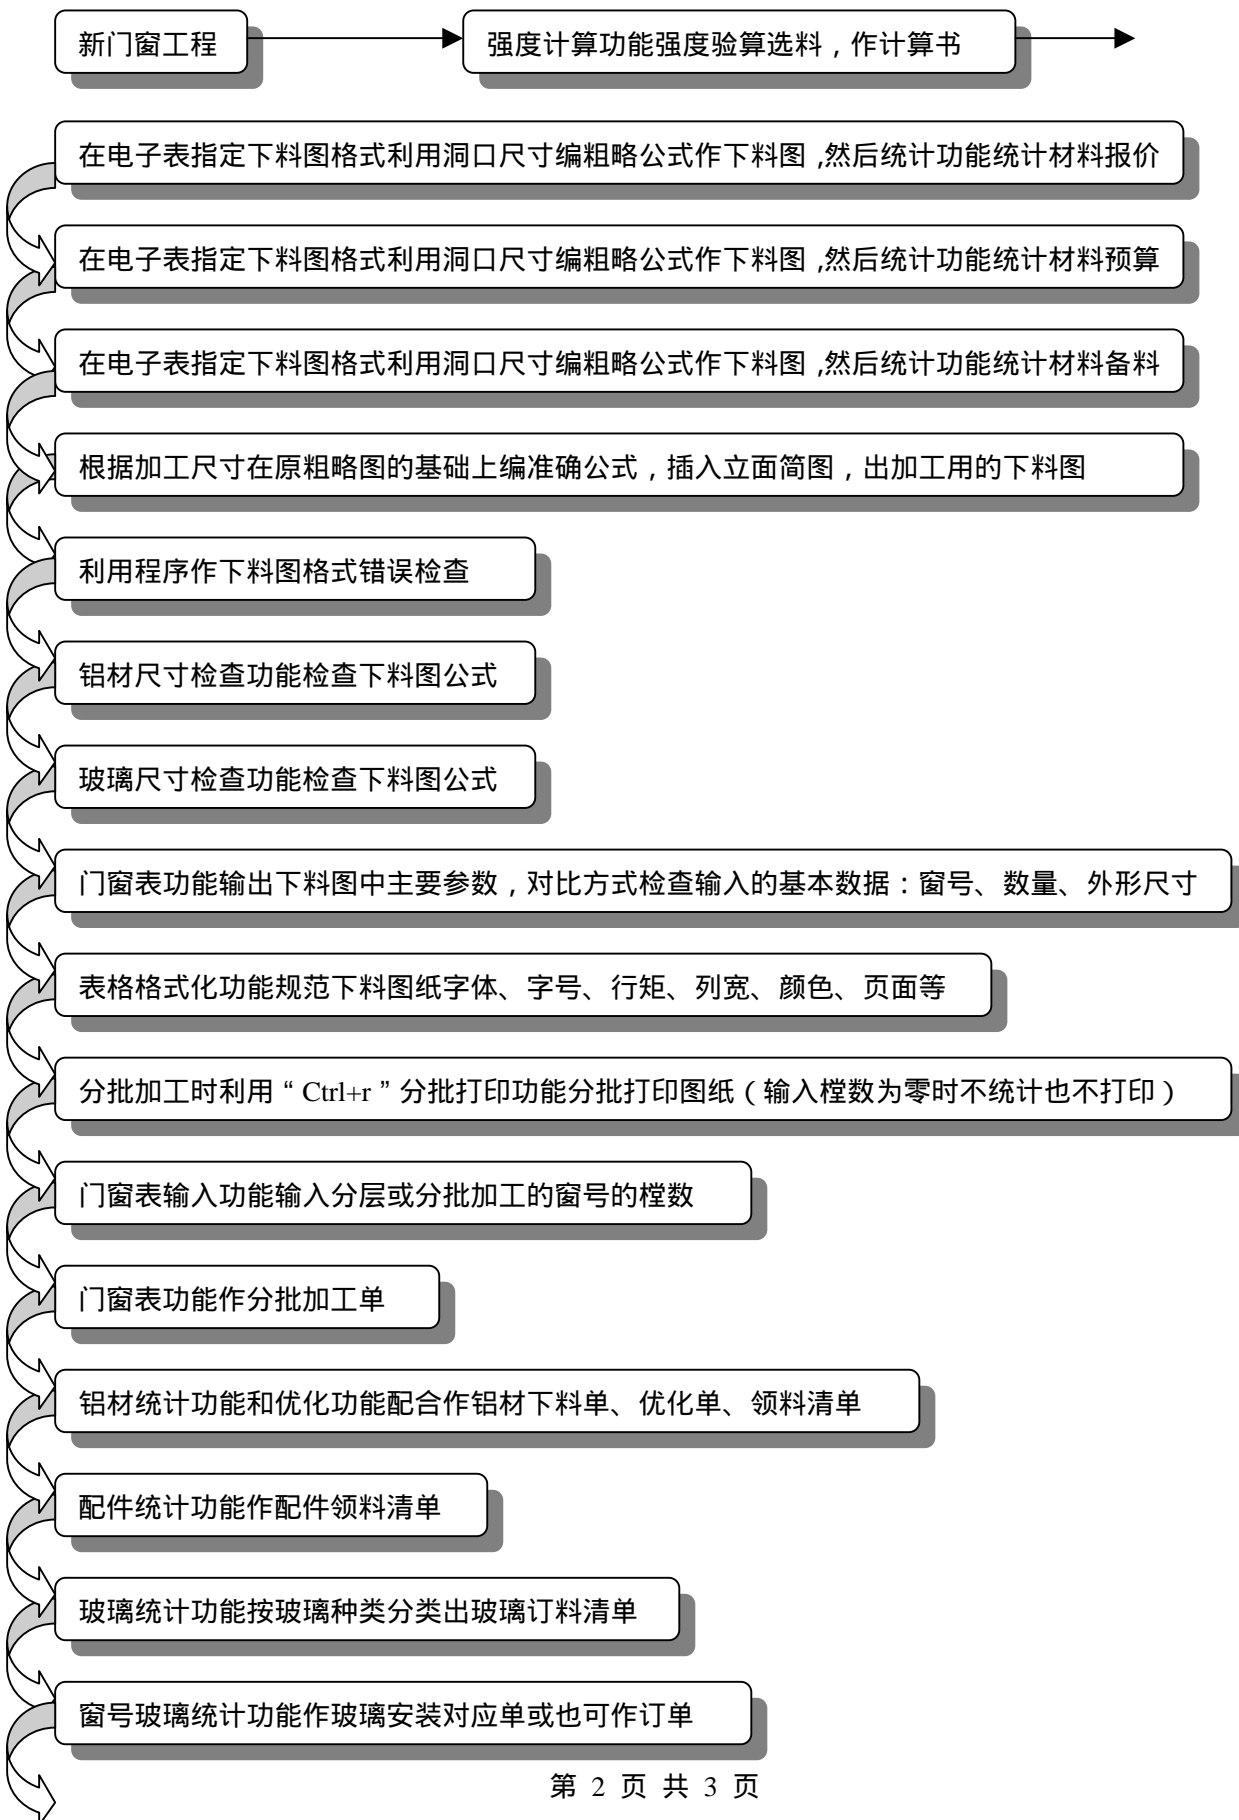 新门窗工程
强度计算功能强度验算选料，作计算书
在电子表指定下料图格式利用洞口尺寸编粗略公式作下料图,然后统计功能统计材料报价
在电子表指定下料图格式利用洞口尺寸编粗略公式作下料图,然后统计功能统计材料预算
在电子表指定下料图格式利用洞口尺寸编粗略公式作下料图,然后统计功能统计材料备料
根据加工尺寸在原粗略图的基础上编准确公式，插入立面简图，出加工用的下料图
利用程序作下料图格式错误检查
铝材尺寸检查功能检查下料图公式
玻璃尺寸检查功能检查下料图公式
门窗表功能输出下料图中主要参数，对比方式检查输入的基本数据：窗号、数量、外形尺寸
表格格式化功能规范下料图纸字体、字号、行矩、列宽、颜色、页面等
分批加工时利用“Ctrl+r”分批打印功能分批打印图纸（输入樘数为零时不统计也不打印）
门窗表输入功能输入分层或分批加工的窗号的樘数
门窗表功能作分批加工单
铝材统计功能和优化功能配合作铝材下料单、优化单、领料清单
配件统计功能作配件领料清单
玻璃统计功能按玻璃种类分类出玻璃订料清单
窗号玻璃统计功能作玻璃安装对应单或也可作订单
第 2 页 共 3 页